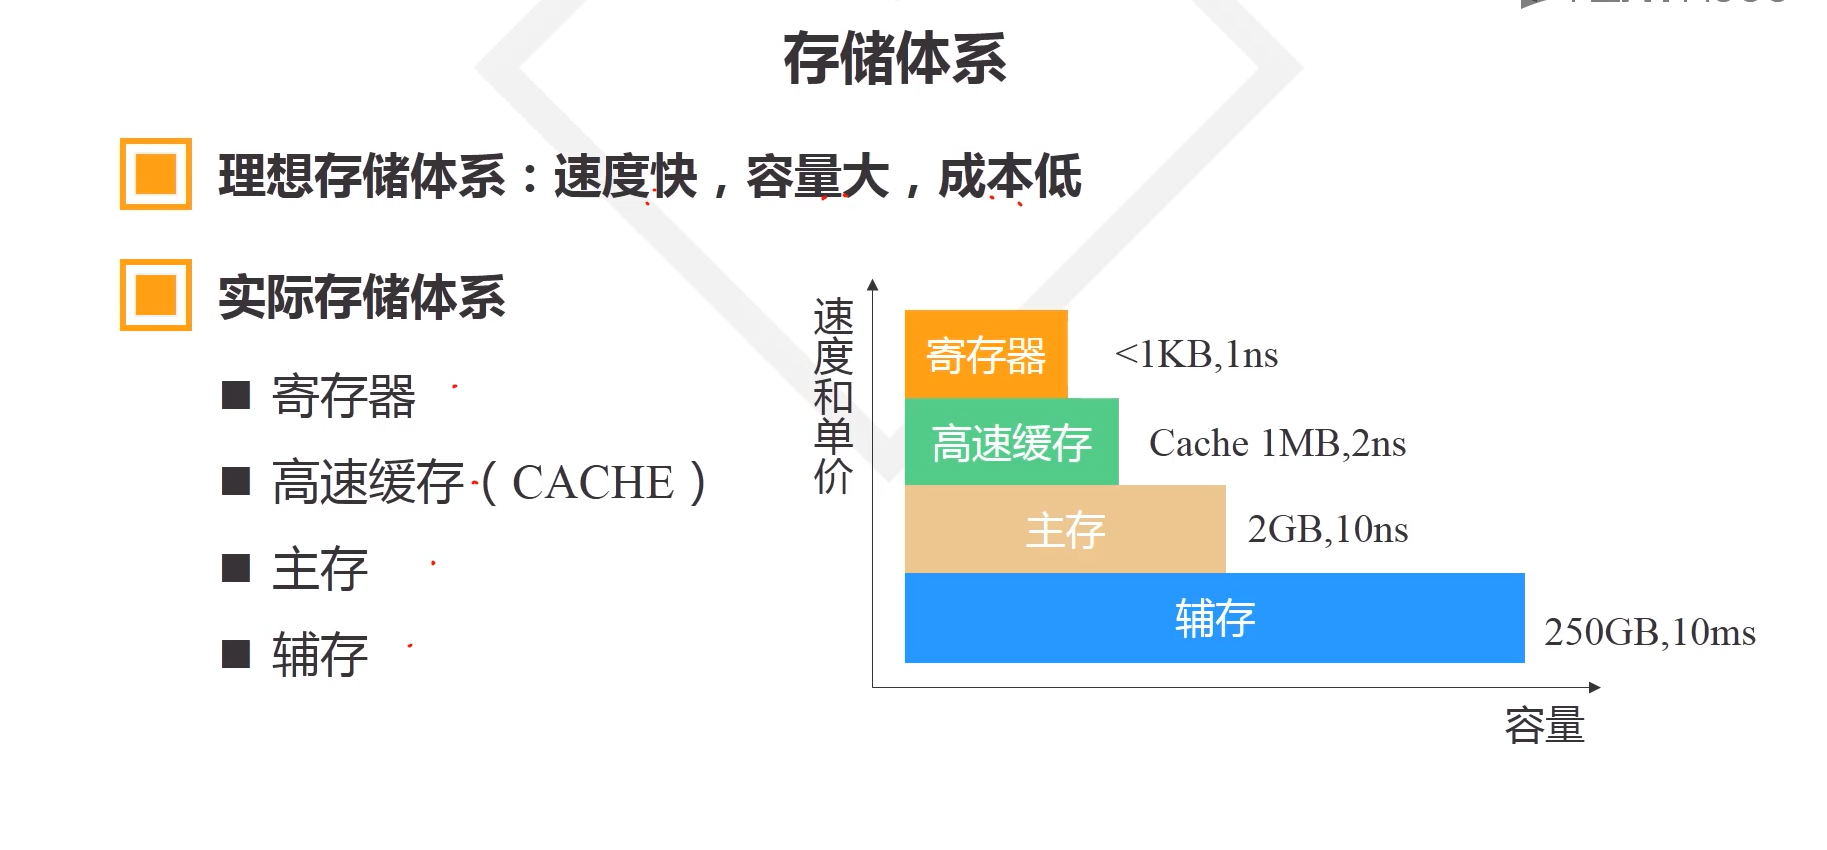 存储体系
理想存储体系：速度快，容量大，成本低
实际存储体系
寄存器
高速缓存（CACHE）
主存
辅存
速度和单价
寄存器
<1KB,1ns
高速缓存
Cache 1MB,2ns
主存
2GB,10ns
辅存
250GB,10ms
容量